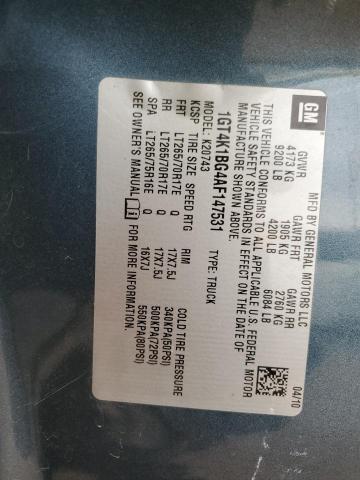 GM
MFD BY GENERAL MOTORS LLC
04/10
GVWR GAWR FRT GAWR RR
4173 KG 1905 KG 2760 KG
9200 LB 4200 LB 6084 LB
THIS VEHICLE CONFORMS TO ALL APPLICABLE U.S. FEDERAL MOTOR
VEHICLE SAFETY STANDARDS IN EFFECT ON THE DATE OF
MANUFACTURE SHOWN ABOVE.
1GT4K1BG4AF147531 TYPE: TRUCK
MODEL: K20743
KCSP TIRE SIZE SPEED RTG RIM COLD TIRE PRESSURE
FRT LT265/70R17E Q 17X7.5J 340KPA(50PSI)
RR LT265/70R17E Q 17X7.5J 500KPA(72PSI)
SPA LT265/75R16E Q 16X7J 550KPA(80PSI)
SEE OWNER'S MANUAL FOR MORE INFORMATION.